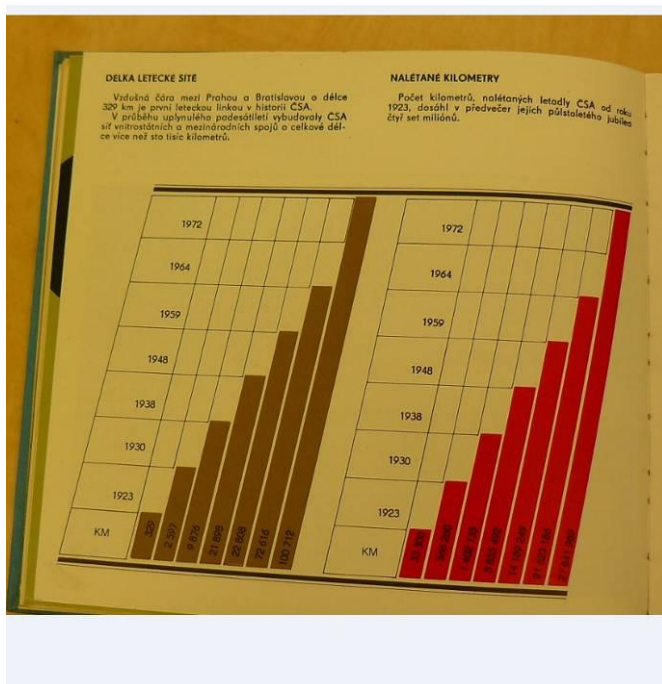 DÉLKA LETECKÉ SÍTĚ
Vzdušná čára mezi Prahou a Bratislavou o délce
329 km je první leteckou linkou v historii ČSA.
V průběhu uplynulého padesátiletí vybudovaly ČSA
síť vnitrostátních a mezinárodních spojů o celkové dél-
ce více než sto tisíc kilometrů.
1972
1964
1959
1948
1938
1930
1923
KM
329
2 597
9 876
21 898
22 808
72 616
100 712
NALÉTANÉ KILOMETRY
Počet kilometrů, nalétaných letadly ČSA od roku
1923, dosáhl v předvečer jejich půlstoletého jubilea
čtyř set miliónů.
1972
1964
1959
1948
1938
1930
1923
KM